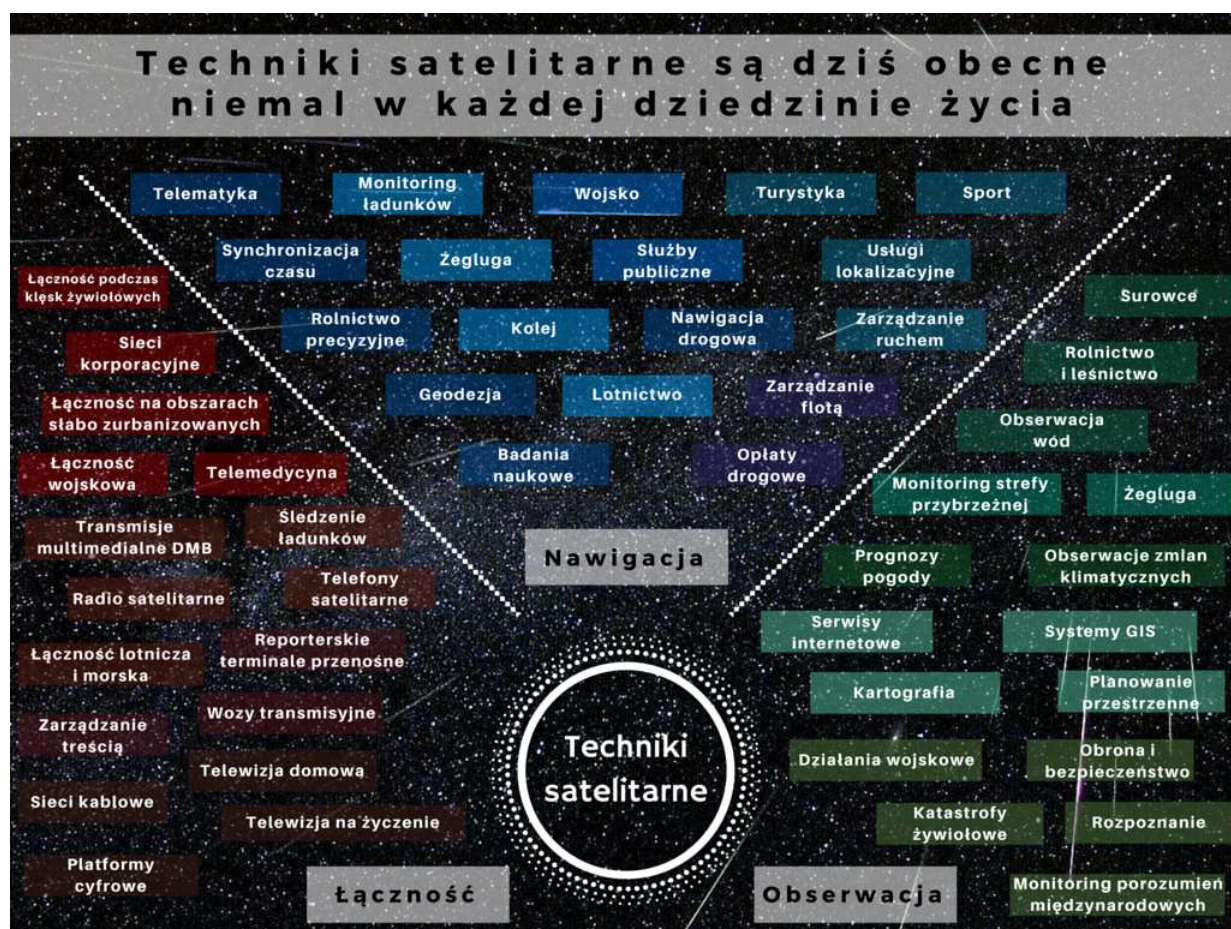 Techniki satelitarne są dziś obecne
niemal w każdej dziedzinie życia
Telematyka
Monitoring
ładunków
Wojsko
Turystyka
Sport
Synchronizacja
czasu
Żegluga
Służby
publiczne
Usługi
lokalizacyjne
Rolnictwo
precyzyjne
Kolej
Nawigacja
drogowa
Zarządzanie
ruchem
Geodezja
Lotnictwo
Zarządzanie
flotą
Badania
naukowe
Opłaty
drogowe
Nawigacja
Łączność podczas
klęsk żywiołówych
Sieci
korporacyjne
Łączność na obszarach
słabo zurbanizowanych
Łączność
wojskowa
Telemedycyna
Transmisje
multimedialne DMB
Śledzenie
ładunków
Radio satelitarne
Telefony
satelitarne
Łączność lotnicza
i morska
Reporterskie
terminale przenośne
Zarządzanie
treścią
Wozy transmisyjne
Telewizja domowa
Sieci kablowe
Telewizja na życzenie
Platformy
cyfrowe
Łączność
Techniki
satelitarne
Surowce
Rolnictwo
i leśnictwo
Obserwacja
wód
Monitoring strefy
przybrzeżnej
Żegluga
Prognozy
pogody
Obserwacje zmian
klimatycznych
Serwisy
internetowe
Systemy GIS
Kartografia
Planowanie
przestrzenne
Działania wojskowe
Obrona i
bezpieczeństwo
Katastrofy
żywiołowe
Rozpoznanie
Monitoring porozumień
międzynarodowych
Obserwacja